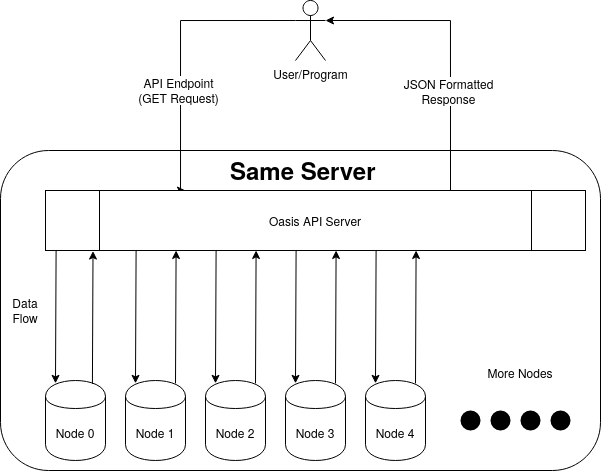 User/Program
API Endpoint
(GET Request)
JSON Formatted
Response
Same Server
Oasis API Server
Data
Flow
More Nodes
Node 0
Node 1
Node 2
Node 3
Node 4